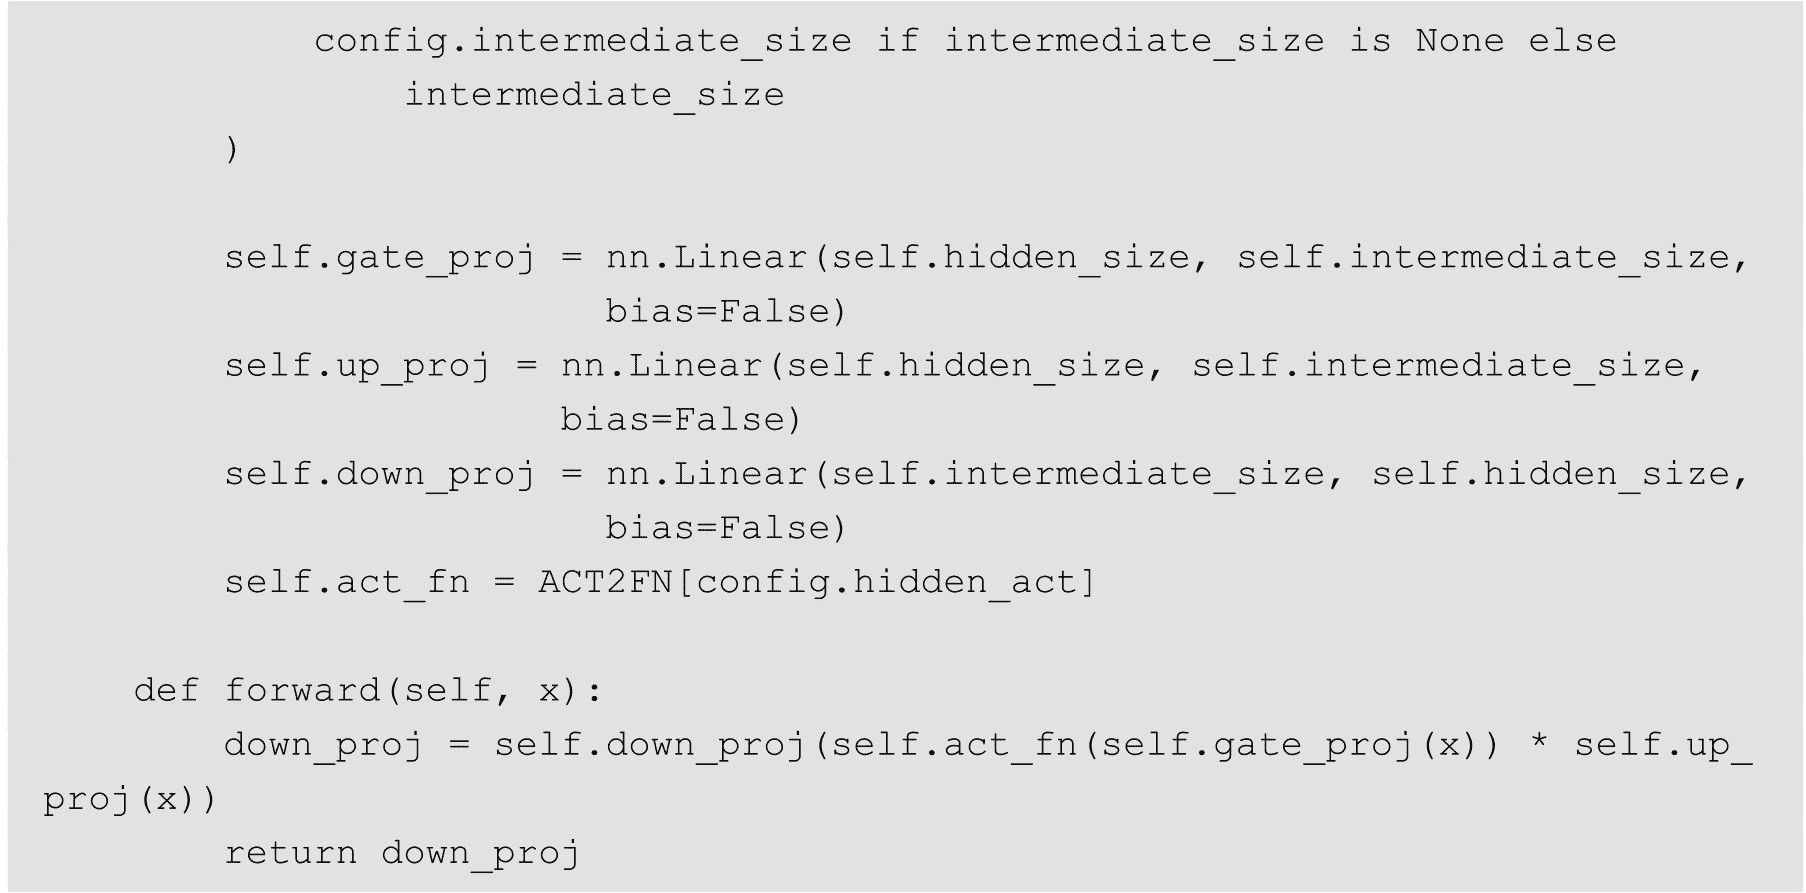 config.intermediate_size if intermediate_size is None else
intermediate_size
)
self.gate_proj = nn.Linear(self.hidden_size, self.intermediate_size,
bias=False)
self.up_proj = nn.Linear(self.hidden_size, self.intermediate_size,
bias=False)
self.down_proj = nn.Linear(self.intermediate_size, self.hidden_size,
bias=False)
self.act_fn = ACT2FN[config.hidden_act]
def forward(self, x):
down_proj = self.down_proj(self.act_fn(self.gate_proj(x)) * self.up_
proj(x))
return down_proj